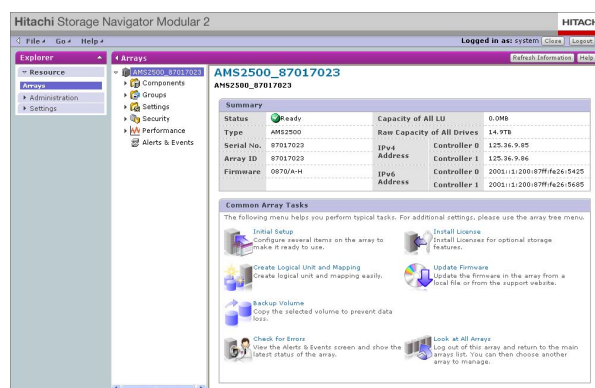 Hitachi Storage Navigator Modular 2
HITACH
File Go Help
Logged in as: system Close Logout
Explorer
Arrays
Refresh Information Help
Resource
Arrays
Administration
Settings
AMS2500_87017023
Components
Groups
Settings
Security
Performance
Alerts & Events
AMS2500_87017023
AMS2500_87017023
Summary
Status Ready Capacity of All LU 0.0MB
Type AMS2500 Raw Capacity of All Drives 14.9TB
Serial No. 87017023 IPv4 Address Controller 0 125.36.9.85
Array ID 87017023 Controller 1 125.36.9.86
Firmware 0870/A-H IPv6 Address Controller 0 2001::1:200:87ff:fe26:5425
Controller 1 2001::1:200:87ff:fe26:5685
Common Array Tasks
The following menu helps you perform typical tasks. For additional settings, please use the array tree menu.
Initial Setup
Configure several items on the array to
make it ready to use.
Install License
Install Licenses for optional storage
features.
Create Logical Unit and Mapping
Create logical unit and mapping easily.
Update Firmware
Update the firmware in the array from a
local file or from the support website.
Backup Volume
Copy the selected volume to prevent data
loss.
Check for Errors
View the Alerts & Events screen and show the
latest status of the array.
Look at All Arrays
Log out of this array and return to the main
arrays list. You can then choose another
array to manage.